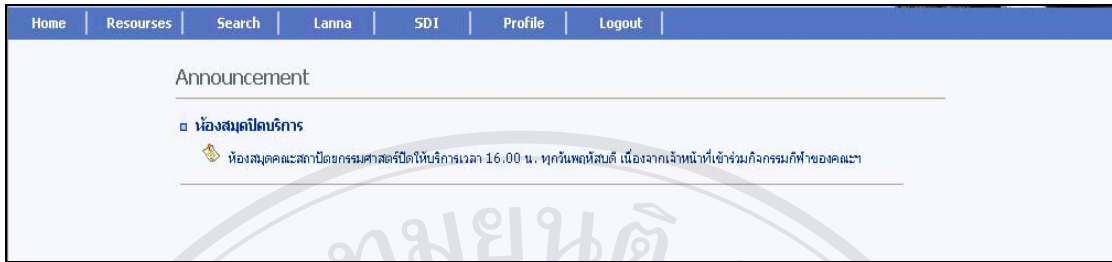 Home Resourses Search Lanna SDI Profile Logout
Announcement
ห้องสมุดปิดบริการ
ห้องสมุดคณะสถาปัตยกรรมศาสตร์ปิดให้บริการเวลา 16.00 น. ทุกวันพฤหัสบดี เนื่องจากเจ้าหน้าที่เข้าร่วมกิจกรรมกีฬาของคณะฯ